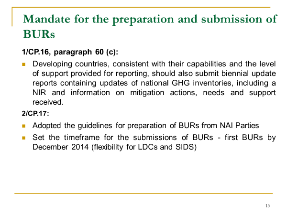 Mandate for the preparation and submission of
BURs
1/CP.16, paragraph 60 (c):
Developing countries, consistent with their capabilities and the level
of support provided for reporting, should also submit biennial update
reports containing updates of national GHG inventories, including a
NIR and information on mitigation actions, needs and support
received.
2/CP.17:
Adopted the guidelines for preparation of BURs from NAI Parties
Set the timeframe for the submissions of BURs - first BURs by
December 2014 (flexibility for LDCs and SIDS)